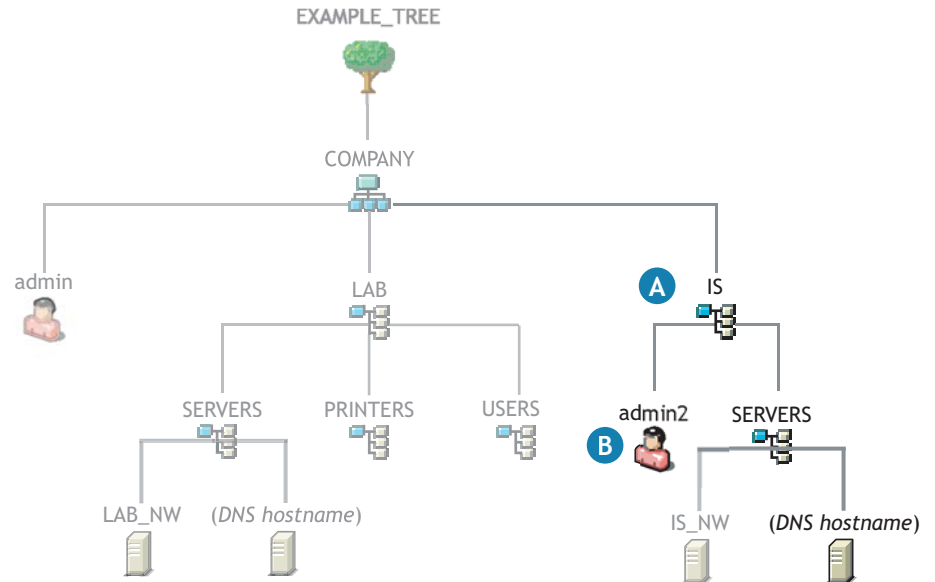 EXAMPLE_TREE
COMPANY
admin
LAB
A
IS
SERVERS
PRINTERS
USERS
admin2
SERVERS
B
LAB_NW
(DNS hostname)
IS_NW
(DNS hostname)